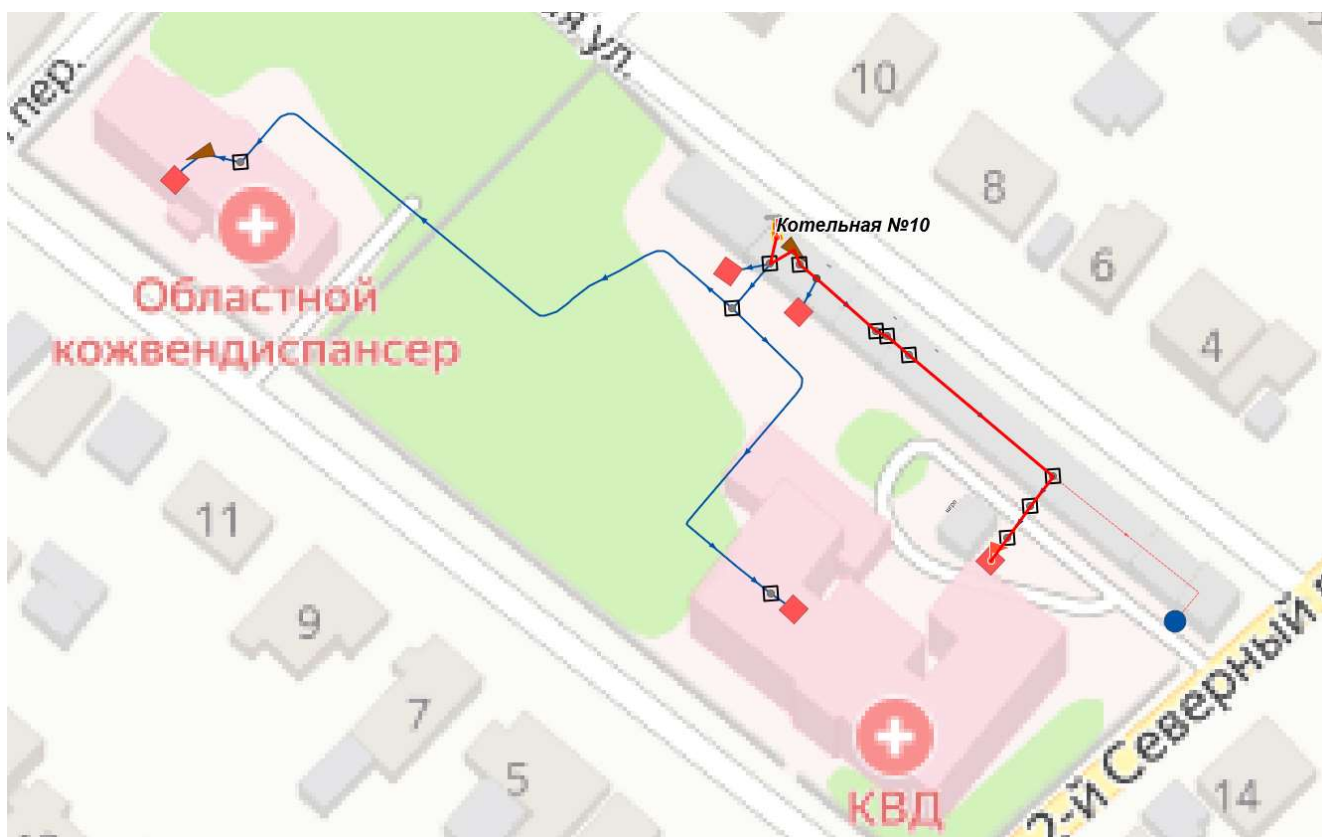 пер.
ая ул.
10
8
6
4
Котельная №10
Областной
кожвендиспансер
11
9
7
5
КВД
2-й Северный
14